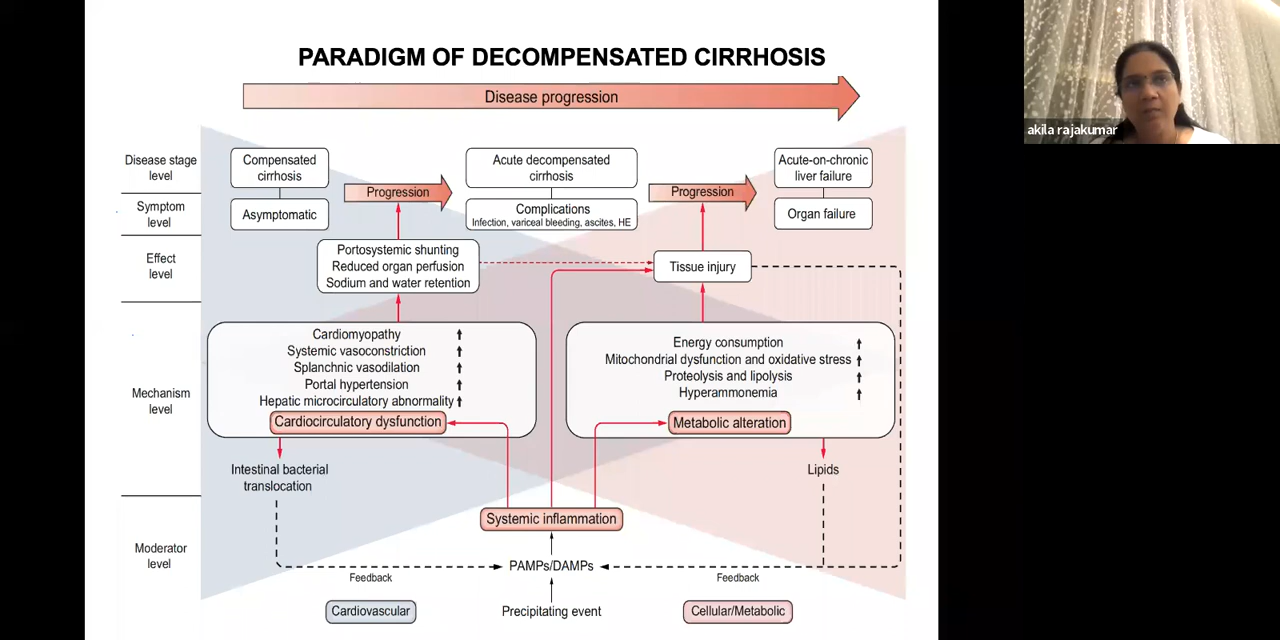 PARADIGM OF DECOMPENSATED CIRRHOSIS
Disease progression
akila rajakumar
Disease stage
level
Compensated
cirrhosis
Acute decompensated
cirrhosis
Acute-on-chronic
liver failure
Progression
Progression
Symptom
level
Asymptomatic
Complications
Infection, variceal bleeding, ascites, HE
Organ failure
Effect
level
Portosystemic shunting
Reduced organ perfusion
Sodium and water retention
Tissue injury
Mechanism
level
Cardiomyopathy
Systemic vasoconstriction
Splanchnic vasodilation
Portal hypertension
Hepatic microcirculatory abnormality
Cardiocirculatory dysfunction
Energy consumption
Mitochondrial dysfunction and oxidative stress
Proteolysis and lipolysis
Hyperammonemia
Metabolic alteration
Intestinal bacterial
translocation
Lipids
Systemic inflammation
Moderator
level
PAMPs/DAMPs
Feedback
Feedback
Cardiovascular
Precipitating event
Cellular/Metabolic